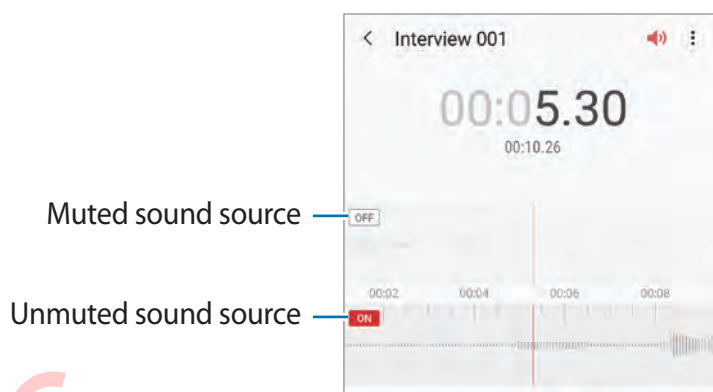 Interview 001
00:05.30
00:10.26
Muted sound source
OFF
00:02 00:04 00:06 00:08
Unmuted sound source
ON